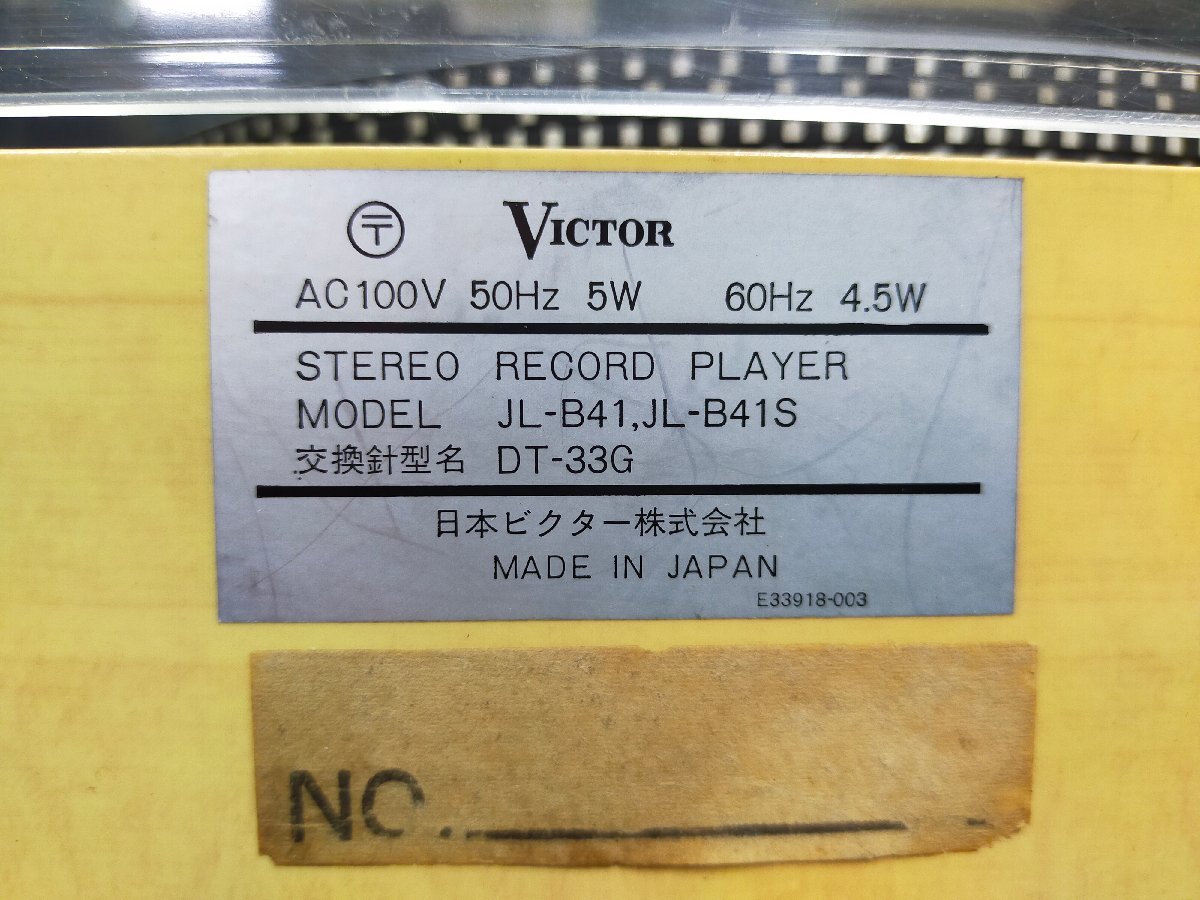 〒 VICTOR
AC100V 50Hz 5W 60Hz 4.5W
STEREO RECORD PLAYER
MODEL JL-B41,JL-B41S
交換針型名 DT-33G
日本ビクター株式会社
MADE IN JAPAN
E33918-003
NO.